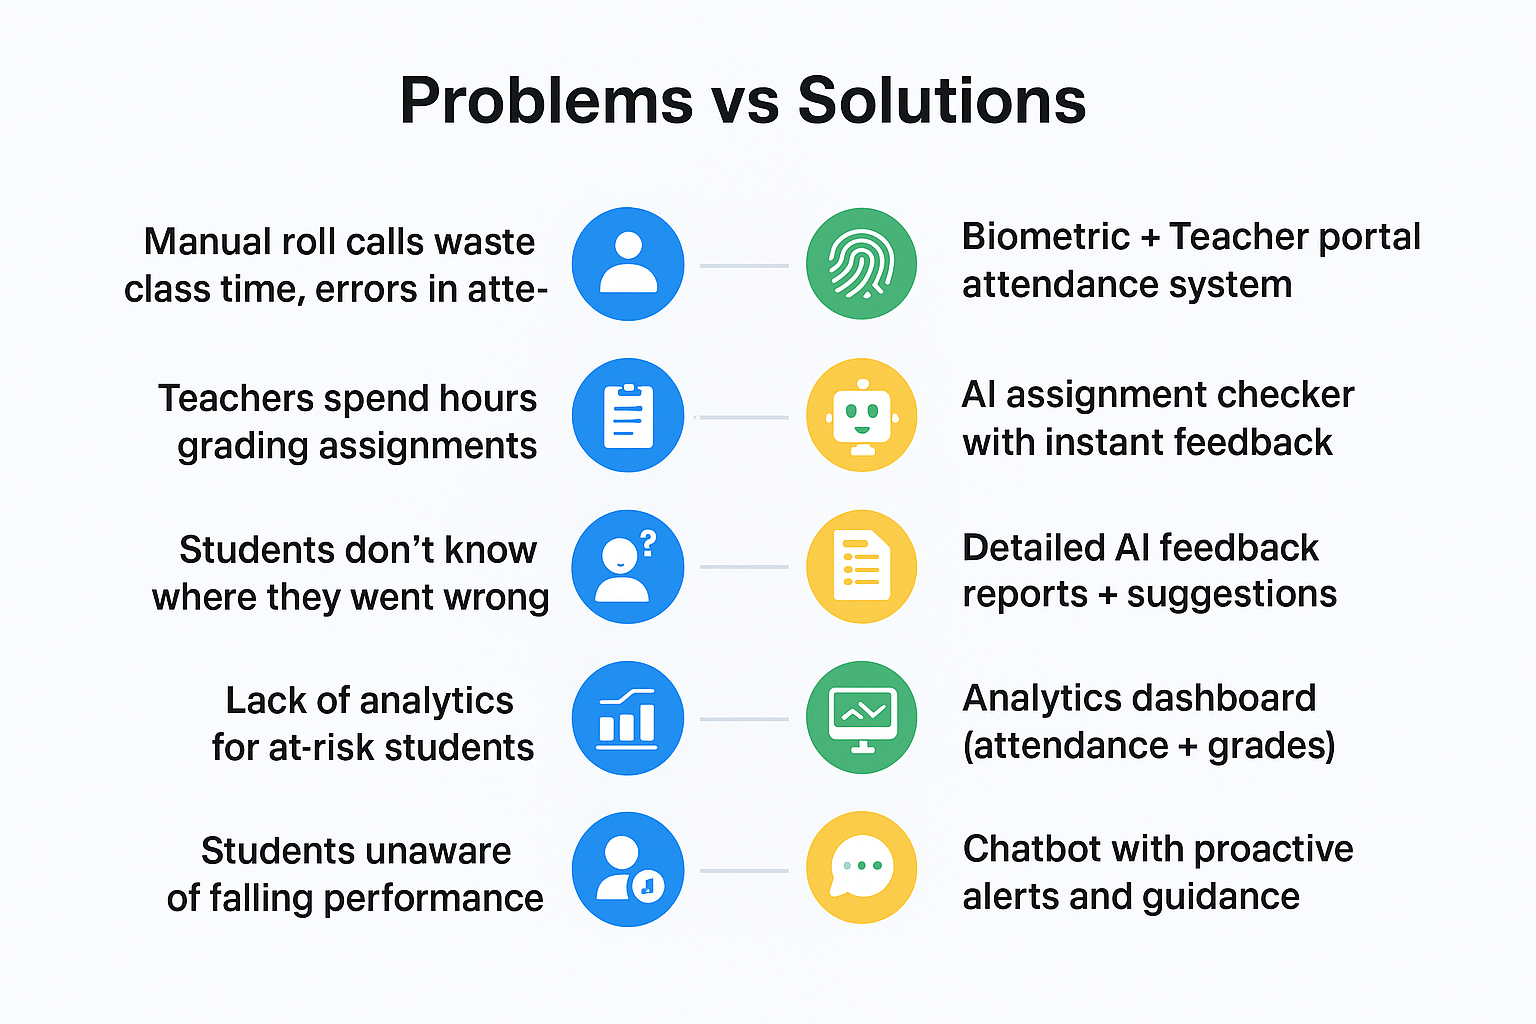 Problems vs Solutions
Manual roll calls waste
class time, errors in atte-
Biometric + Teacher portal
attendance system
Teachers spend hours
grading assignments
AI assignment checker
with instant feedback
Students don’t know
where they went wrong
?
Detailed AI feedback
reports + suggestions
Lack of analytics
for at-risk students
Analytics dashboard
(attendance + grades)
Students unaware
of falling performance
Chatbot with proactive
alerts and guidance